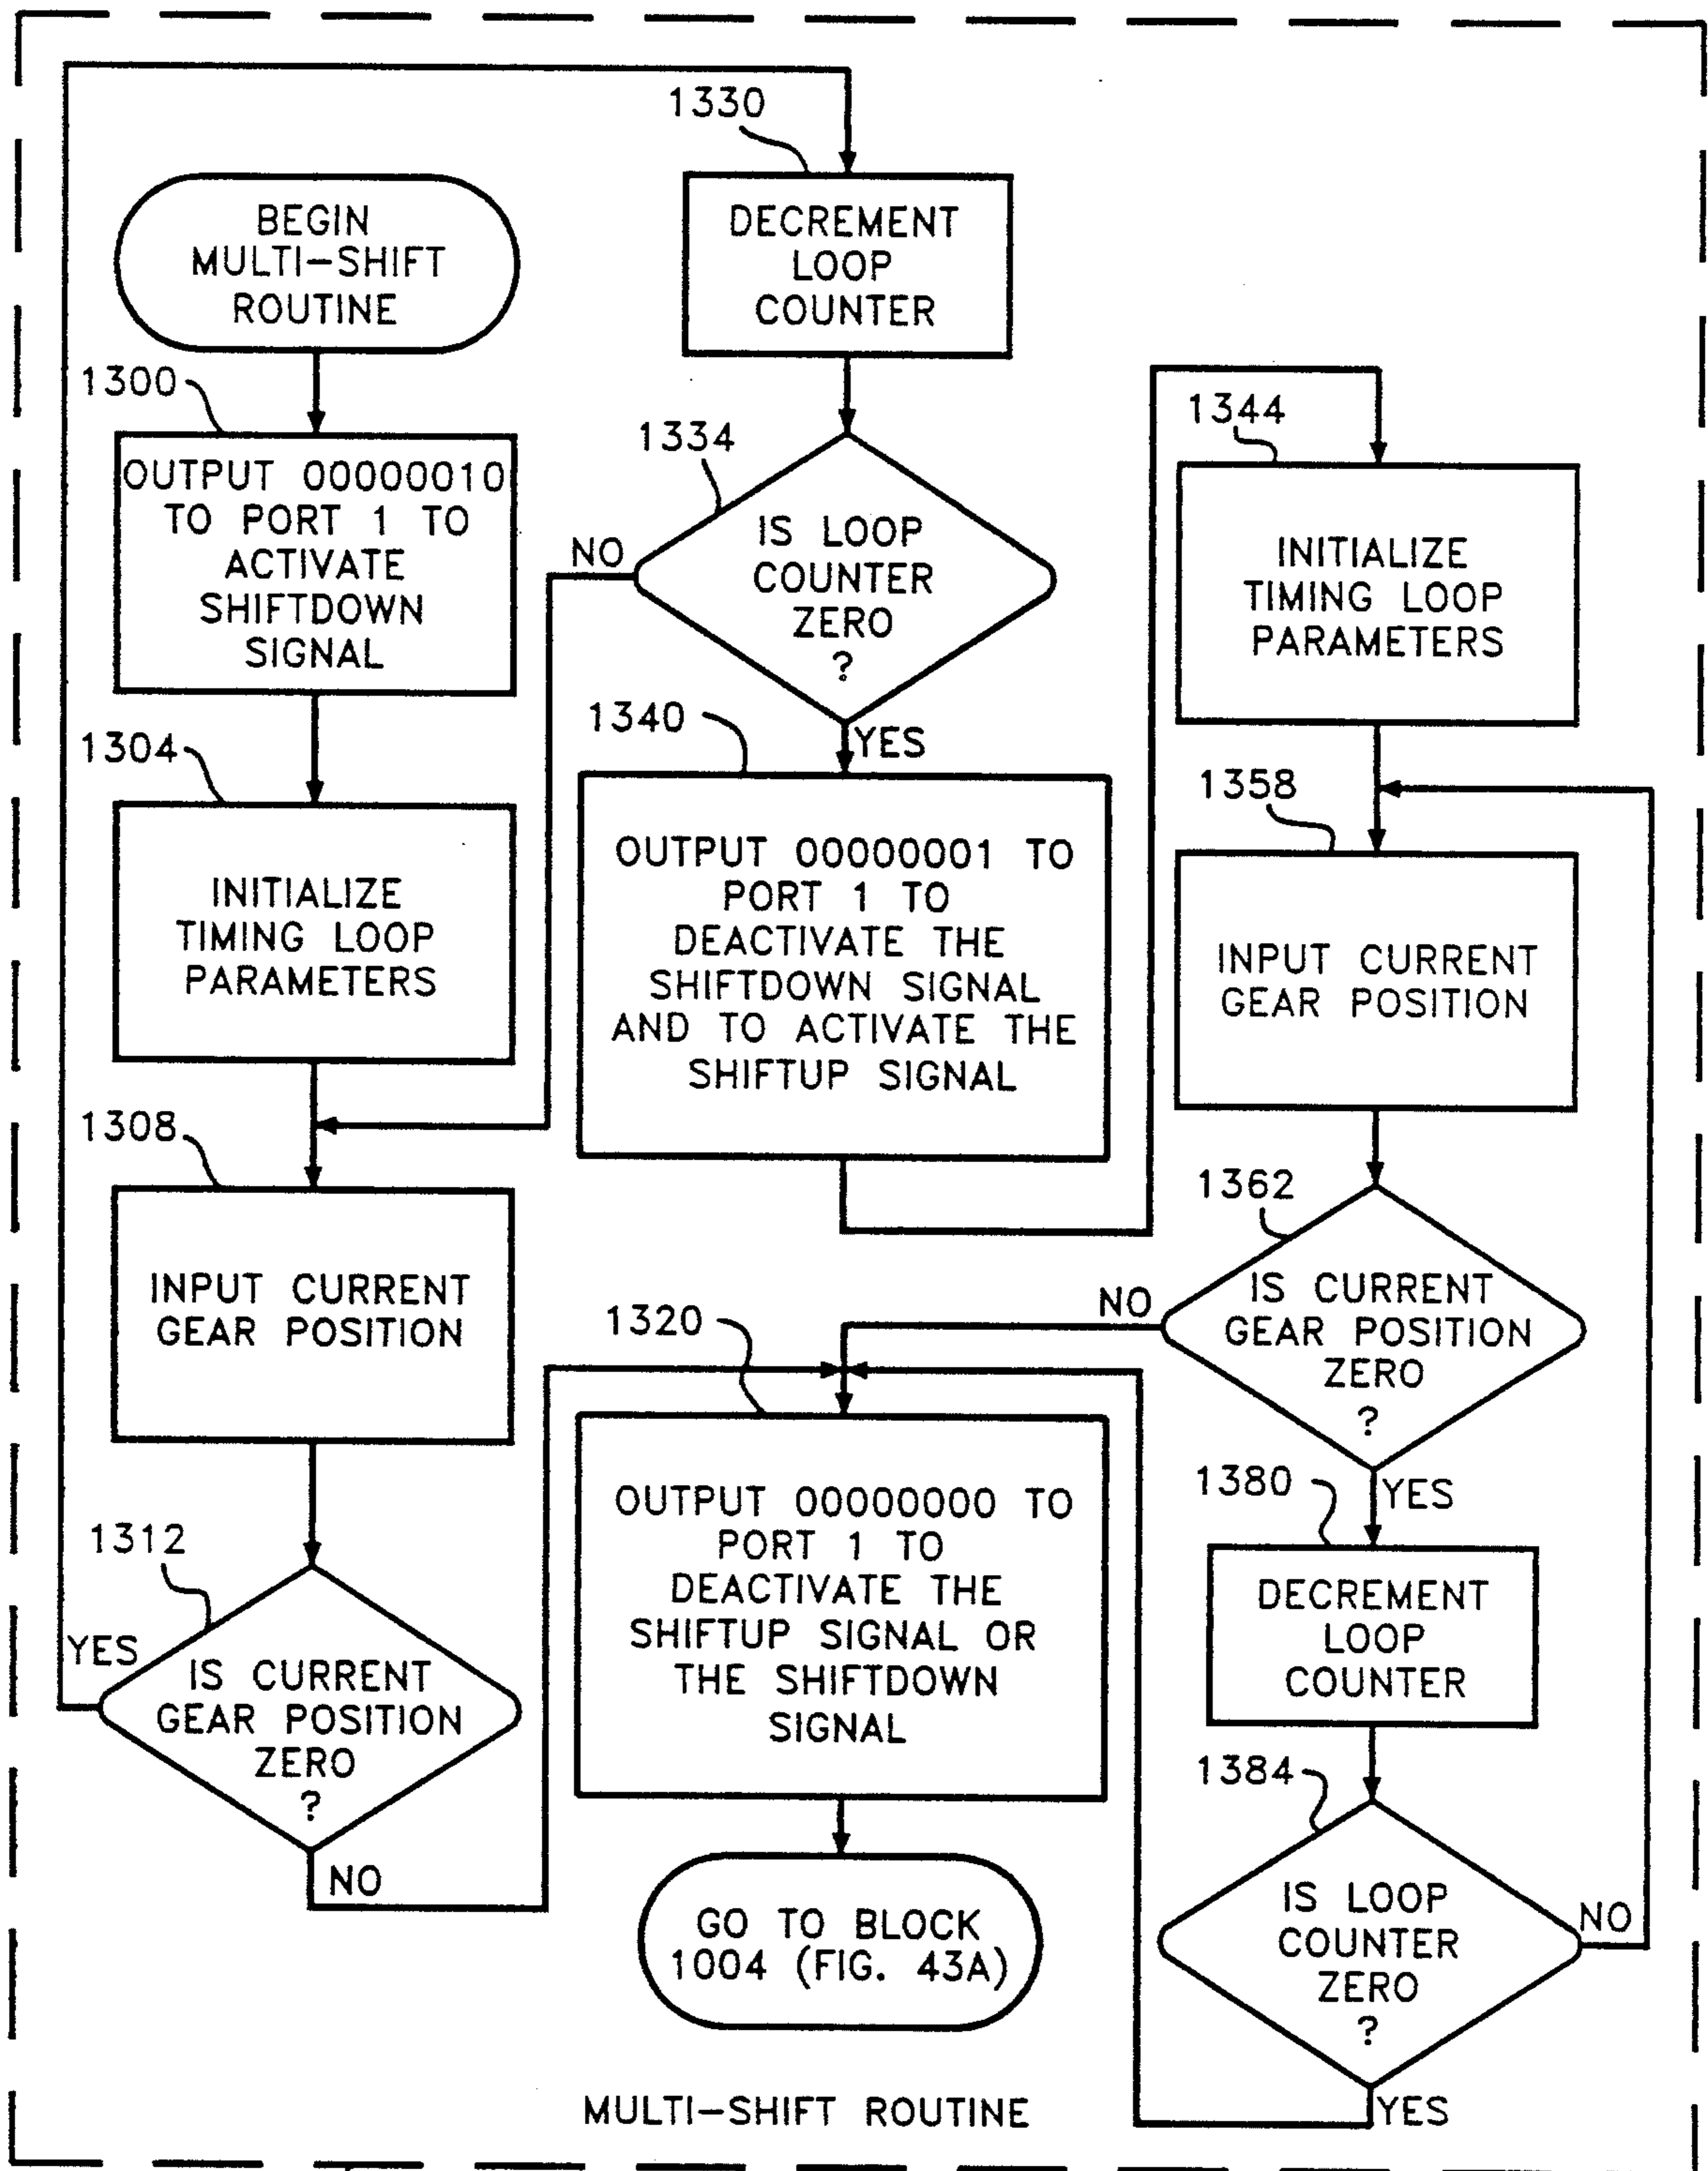 BEGIN
MULTI-SHIFT
ROUTINE
1300
OUTPUT 00000010
TO PORT 1 TO
ACTIVATE
SHIFTDOWN
SIGNAL
1304
INITIALIZE
TIMING LOOP
PARAMETERS
1308
INPUT CURRENT
GEAR POSITION
1312
YES
IS CURRENT
GEAR POSITION
ZERO
?
NO
1330
DECREMENT
LOOP
COUNTER
1334
NO
IS LOOP
COUNTER
ZERO
?
1340
YES
OUTPUT 00000001 TO
PORT 1 TO
DEACTIVATE THE
SHIFTDOWN SIGNAL
AND TO ACTIVATE THE
SHIFTUP SIGNAL
1320
OUTPUT 00000000 TO
PORT 1 TO
DEACTIVATE THE
SHIFTUP SIGNAL OR
THE SHIFTDOWN
SIGNAL
GO TO BLOCK
1004 (FIG. 43A)
1344
INITIALIZE
TIMING LOOP
PARAMETERS
1358
INPUT CURRENT
GEAR POSITION
1362
NO
IS CURRENT
GEAR POSITION
ZERO
?
1380
YES
DECREMENT
LOOP
COUNTER
1384
IS LOOP
COUNTER
ZERO
?
NO
YES
MULTI-SHIFT ROUTINE